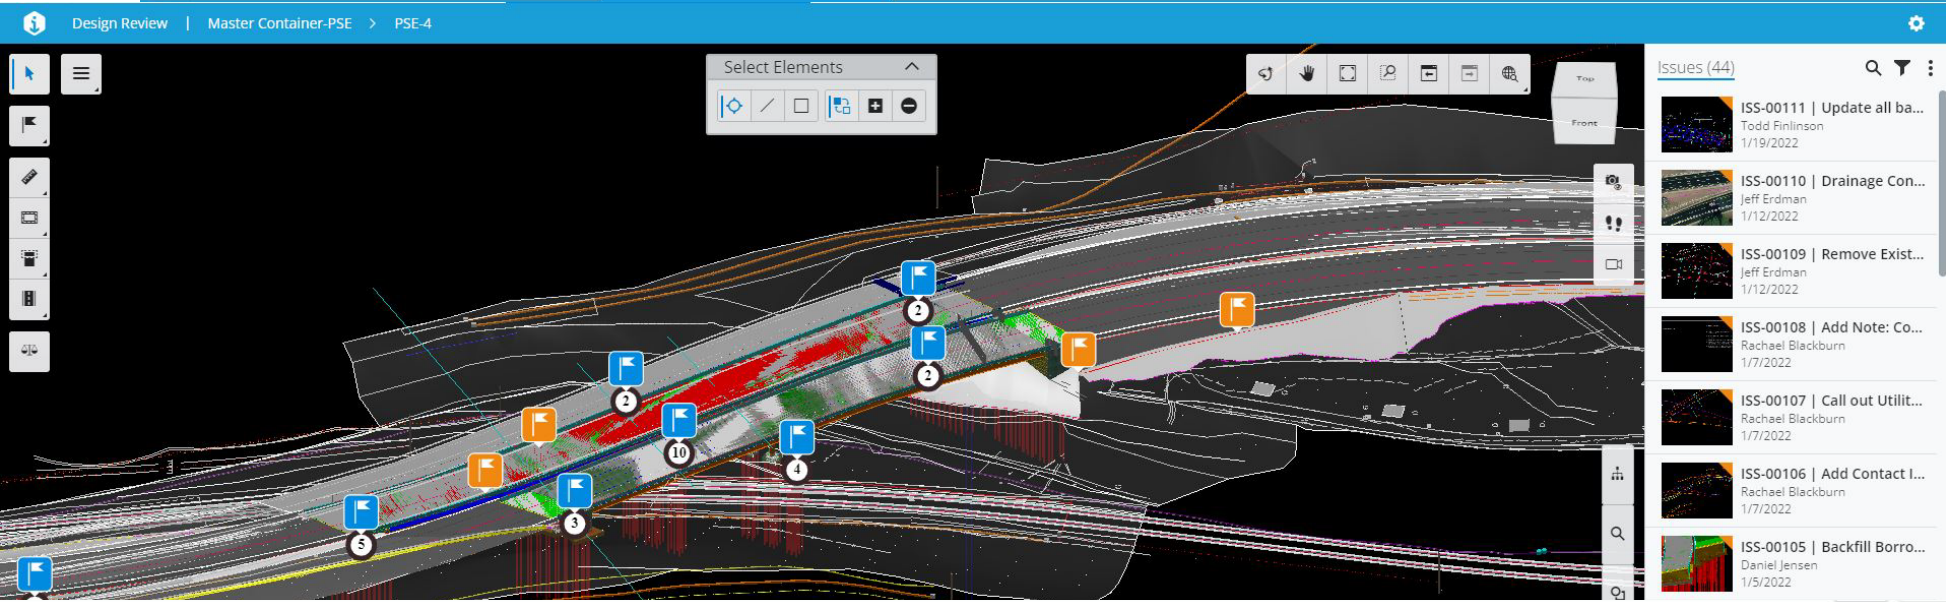 Design Review | Master Container-PSE > PSE-4
Select Elements
Top
Front
Issues (44)
ISS-00111 | Update all ba...
Todd Finlinson
1/19/2022
ISS-00110 | Drainage Con...
Jeff Erdman
1/12/2022
ISS-00109 | Remove Exist...
Jeff Erdman
1/12/2022
ISS-00108 | Add Note: Co...
Rachael Blackburn
1/7/2022
ISS-00107 | Call out Utilit...
Rachael Blackburn
1/7/2022
ISS-00106 | Add Contact I...
Rachael Blackburn
1/7/2022
ISS-00105 | Backfill Borro...
Daniel Jensen
1/5/2022
2
2
2
10
4
3
5